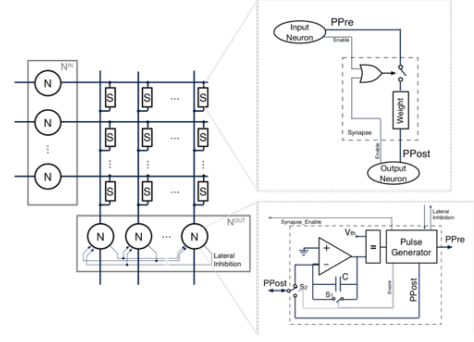 N^IN
N
S
S
...
S
N
S
S
...
S
N
S
S
...
S
N^OUT
N
N
...
N
Lateral
Inhibition
Input
Neuron
PPre
Enable
Weight
Synapse
Enable
PPost
Output
Neuron
Synapse_Enable
Lateral
Inhibition
Vth
=
Pulse
Generator
PPre
+
-
C
PPost
S2
S1
Enable
PPost